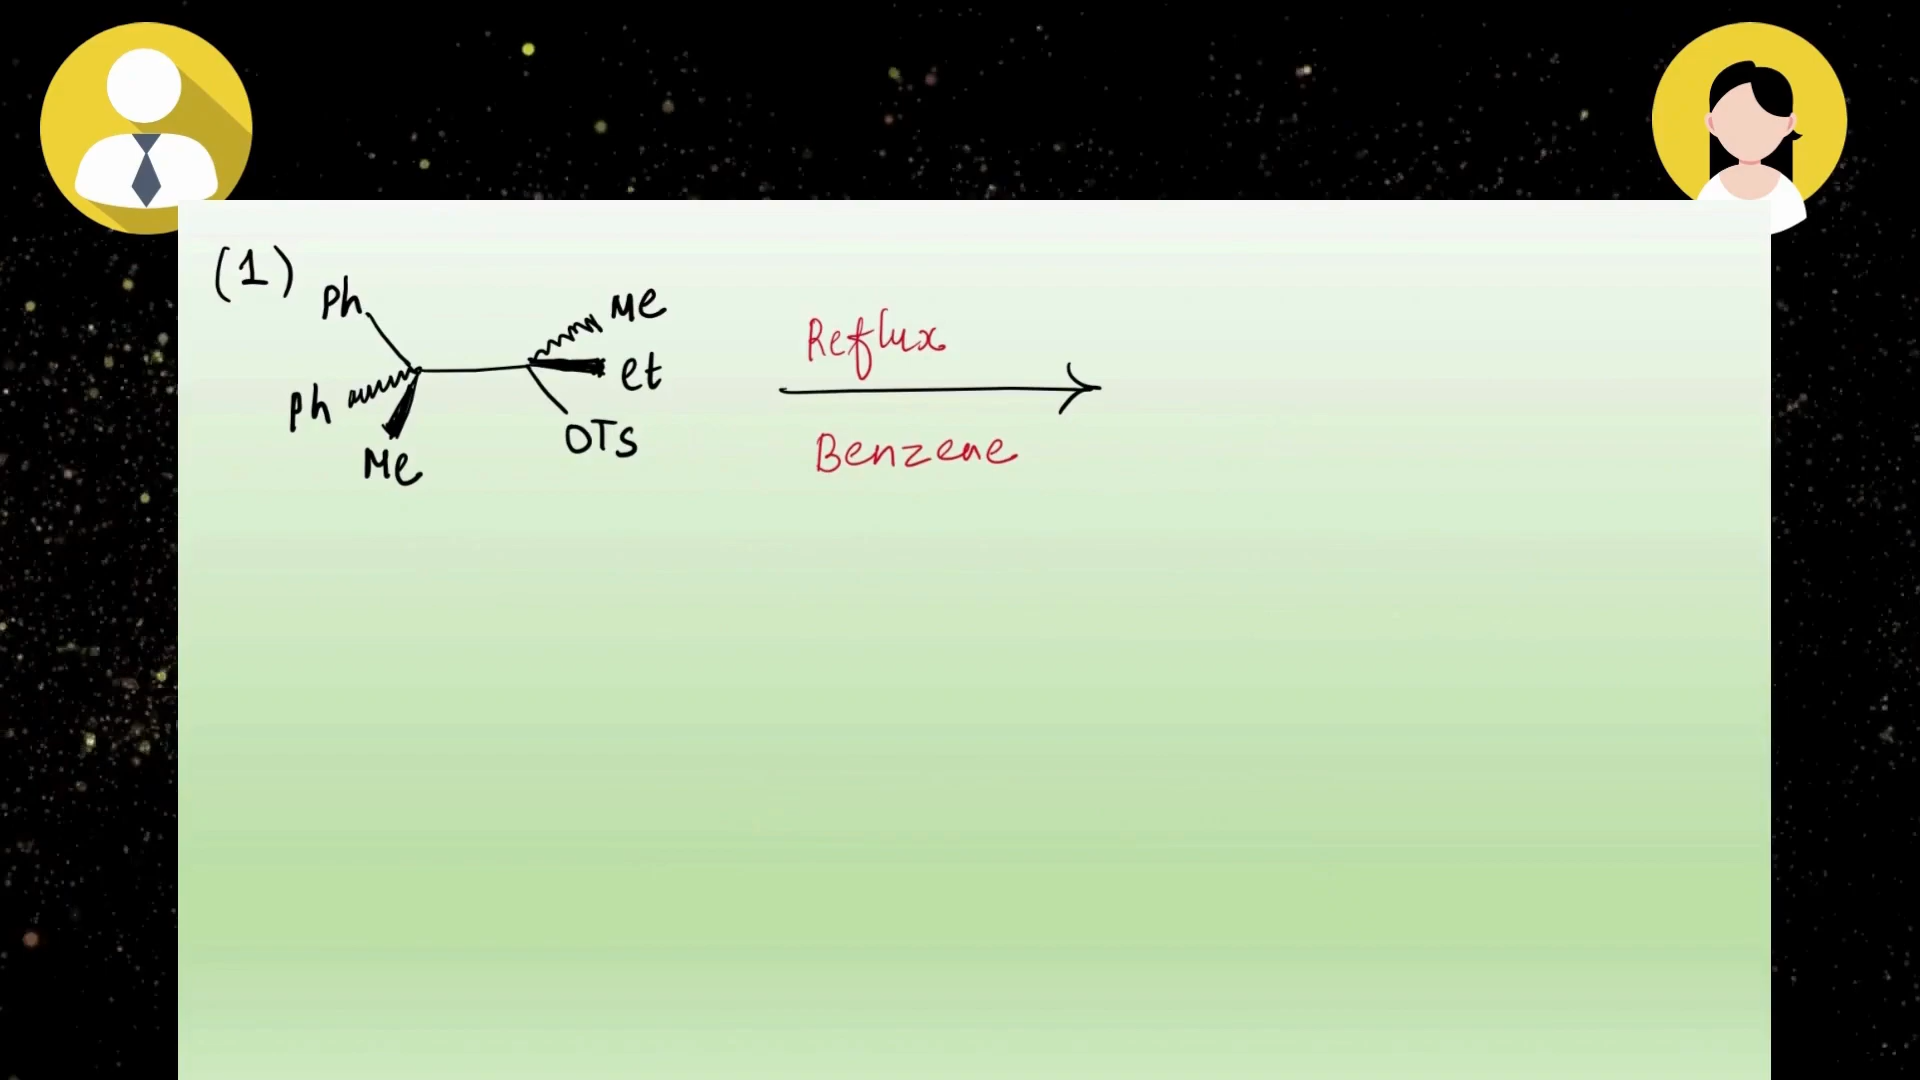 (1)
Ph
Me
Reflux
Ph
et
OTS
Me
Benzene